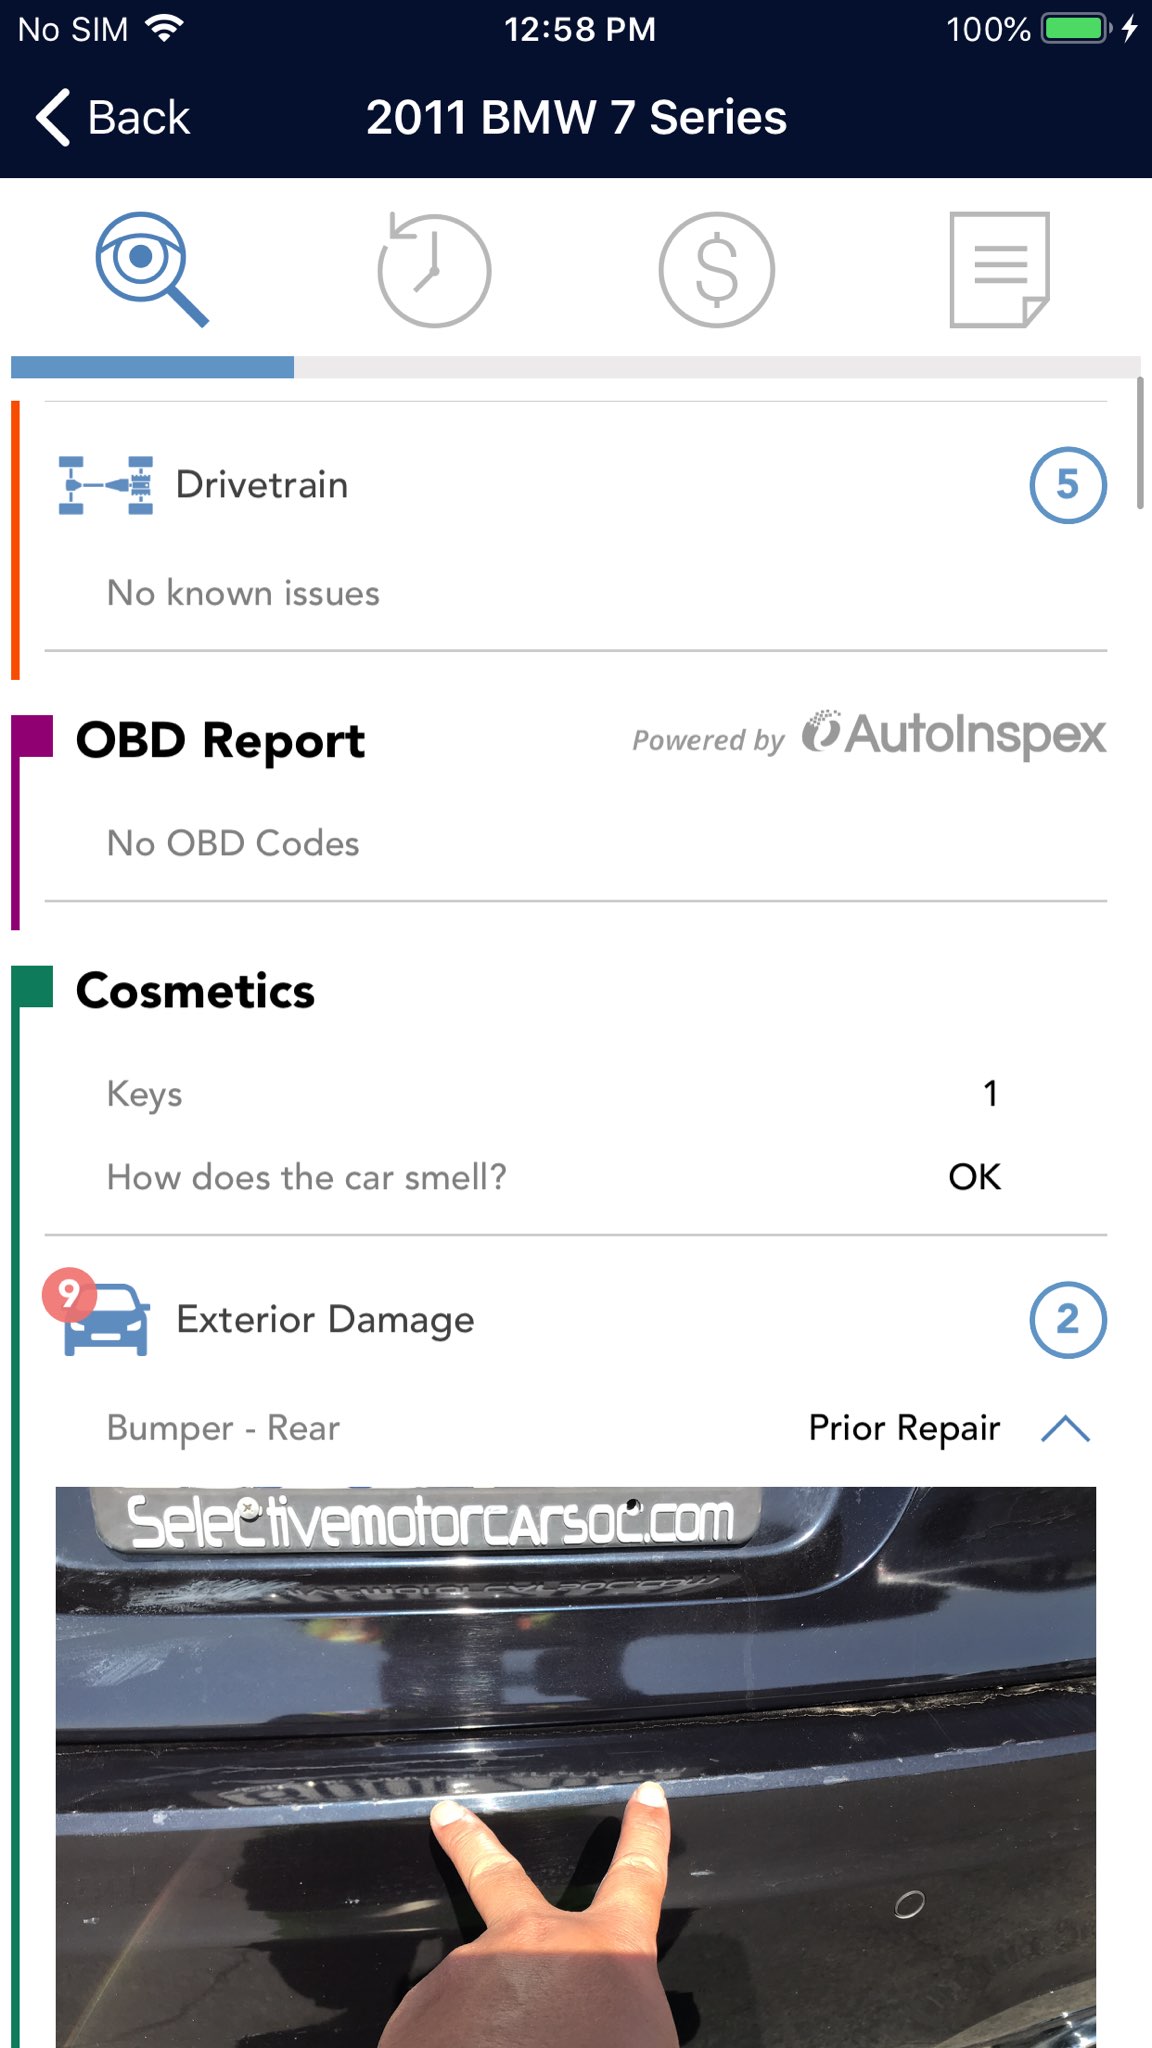 No SIM 12:58 PM 100%
Back 2011 BMW 7 Series
$
Drivetrain 5
No known issues
OBD Report Powered by AutoInspex
No OBD Codes
Cosmetics
Keys 1
How does the car smell? OK
9 Exterior Damage 2
Bumper - Rear Prior Repair
Selectivemotorcarsoc.com